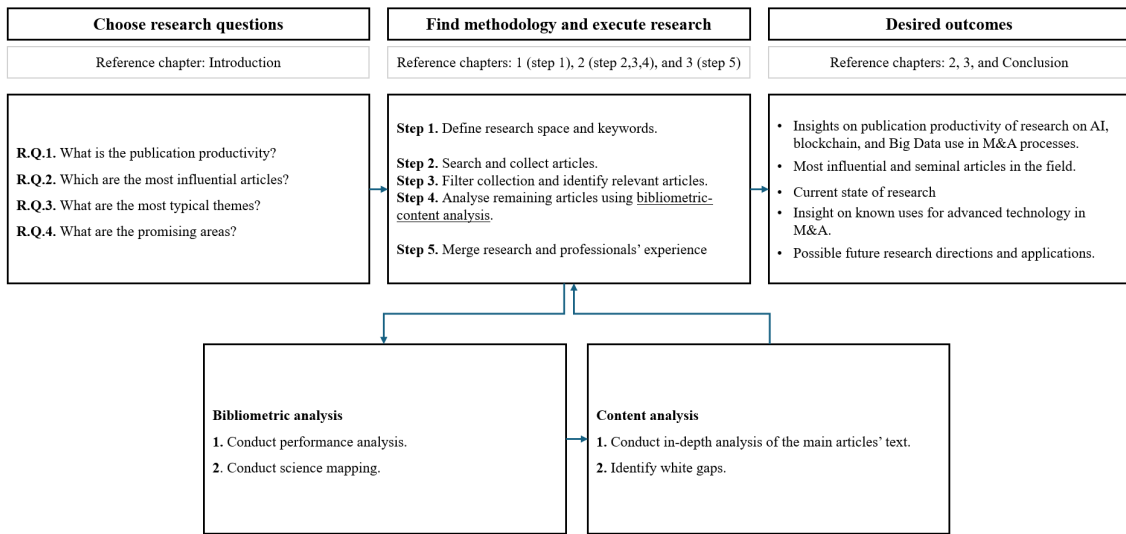 Choose research questions
Reference chapter: Introduction
R.Q.1. What is the publication productivity?
R.Q.2. Which are the most influential articles?
R.Q.3. What are the most typical themes?
R.Q.4. What are the promising areas?
Find methodology and execute research
Reference chapters: 1 (step 1), 2 (step 2,3,4), and 3 (step 5)
Step 1. Define research space and keywords.
Step 2. Search and collect articles.
Step 3. Filter collection and identify relevant articles.
Step 4. Analyse remaining articles using bibliometric-
content analysis.
Step 5. Merge research and professionals’ experience
Desired outcomes
Reference chapters: 2, 3, and Conclusion
• Insights on publication productivity of research on AI,
blockchain, and Big Data use in M&A processes.
• Most influential and seminal articles in the field.
• Current state of research
• Insight on known uses for advanced technology in
M&A.
• Possible future research directions and applications.
Bibliometric analysis
1. Conduct performance analysis.
2. Conduct science mapping.
Content analysis
1. Conduct in-depth analysis of the main articles’ text.
2. Identify white gaps.